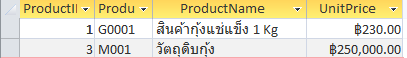 ProductII Produ ProductName UnitPrice
1 G0001 สินค้ากุ้งแช่แข็ง 1 Kg ฿230.00
3 M001 วัตถุดิบกุ้ง ฿250,000.00